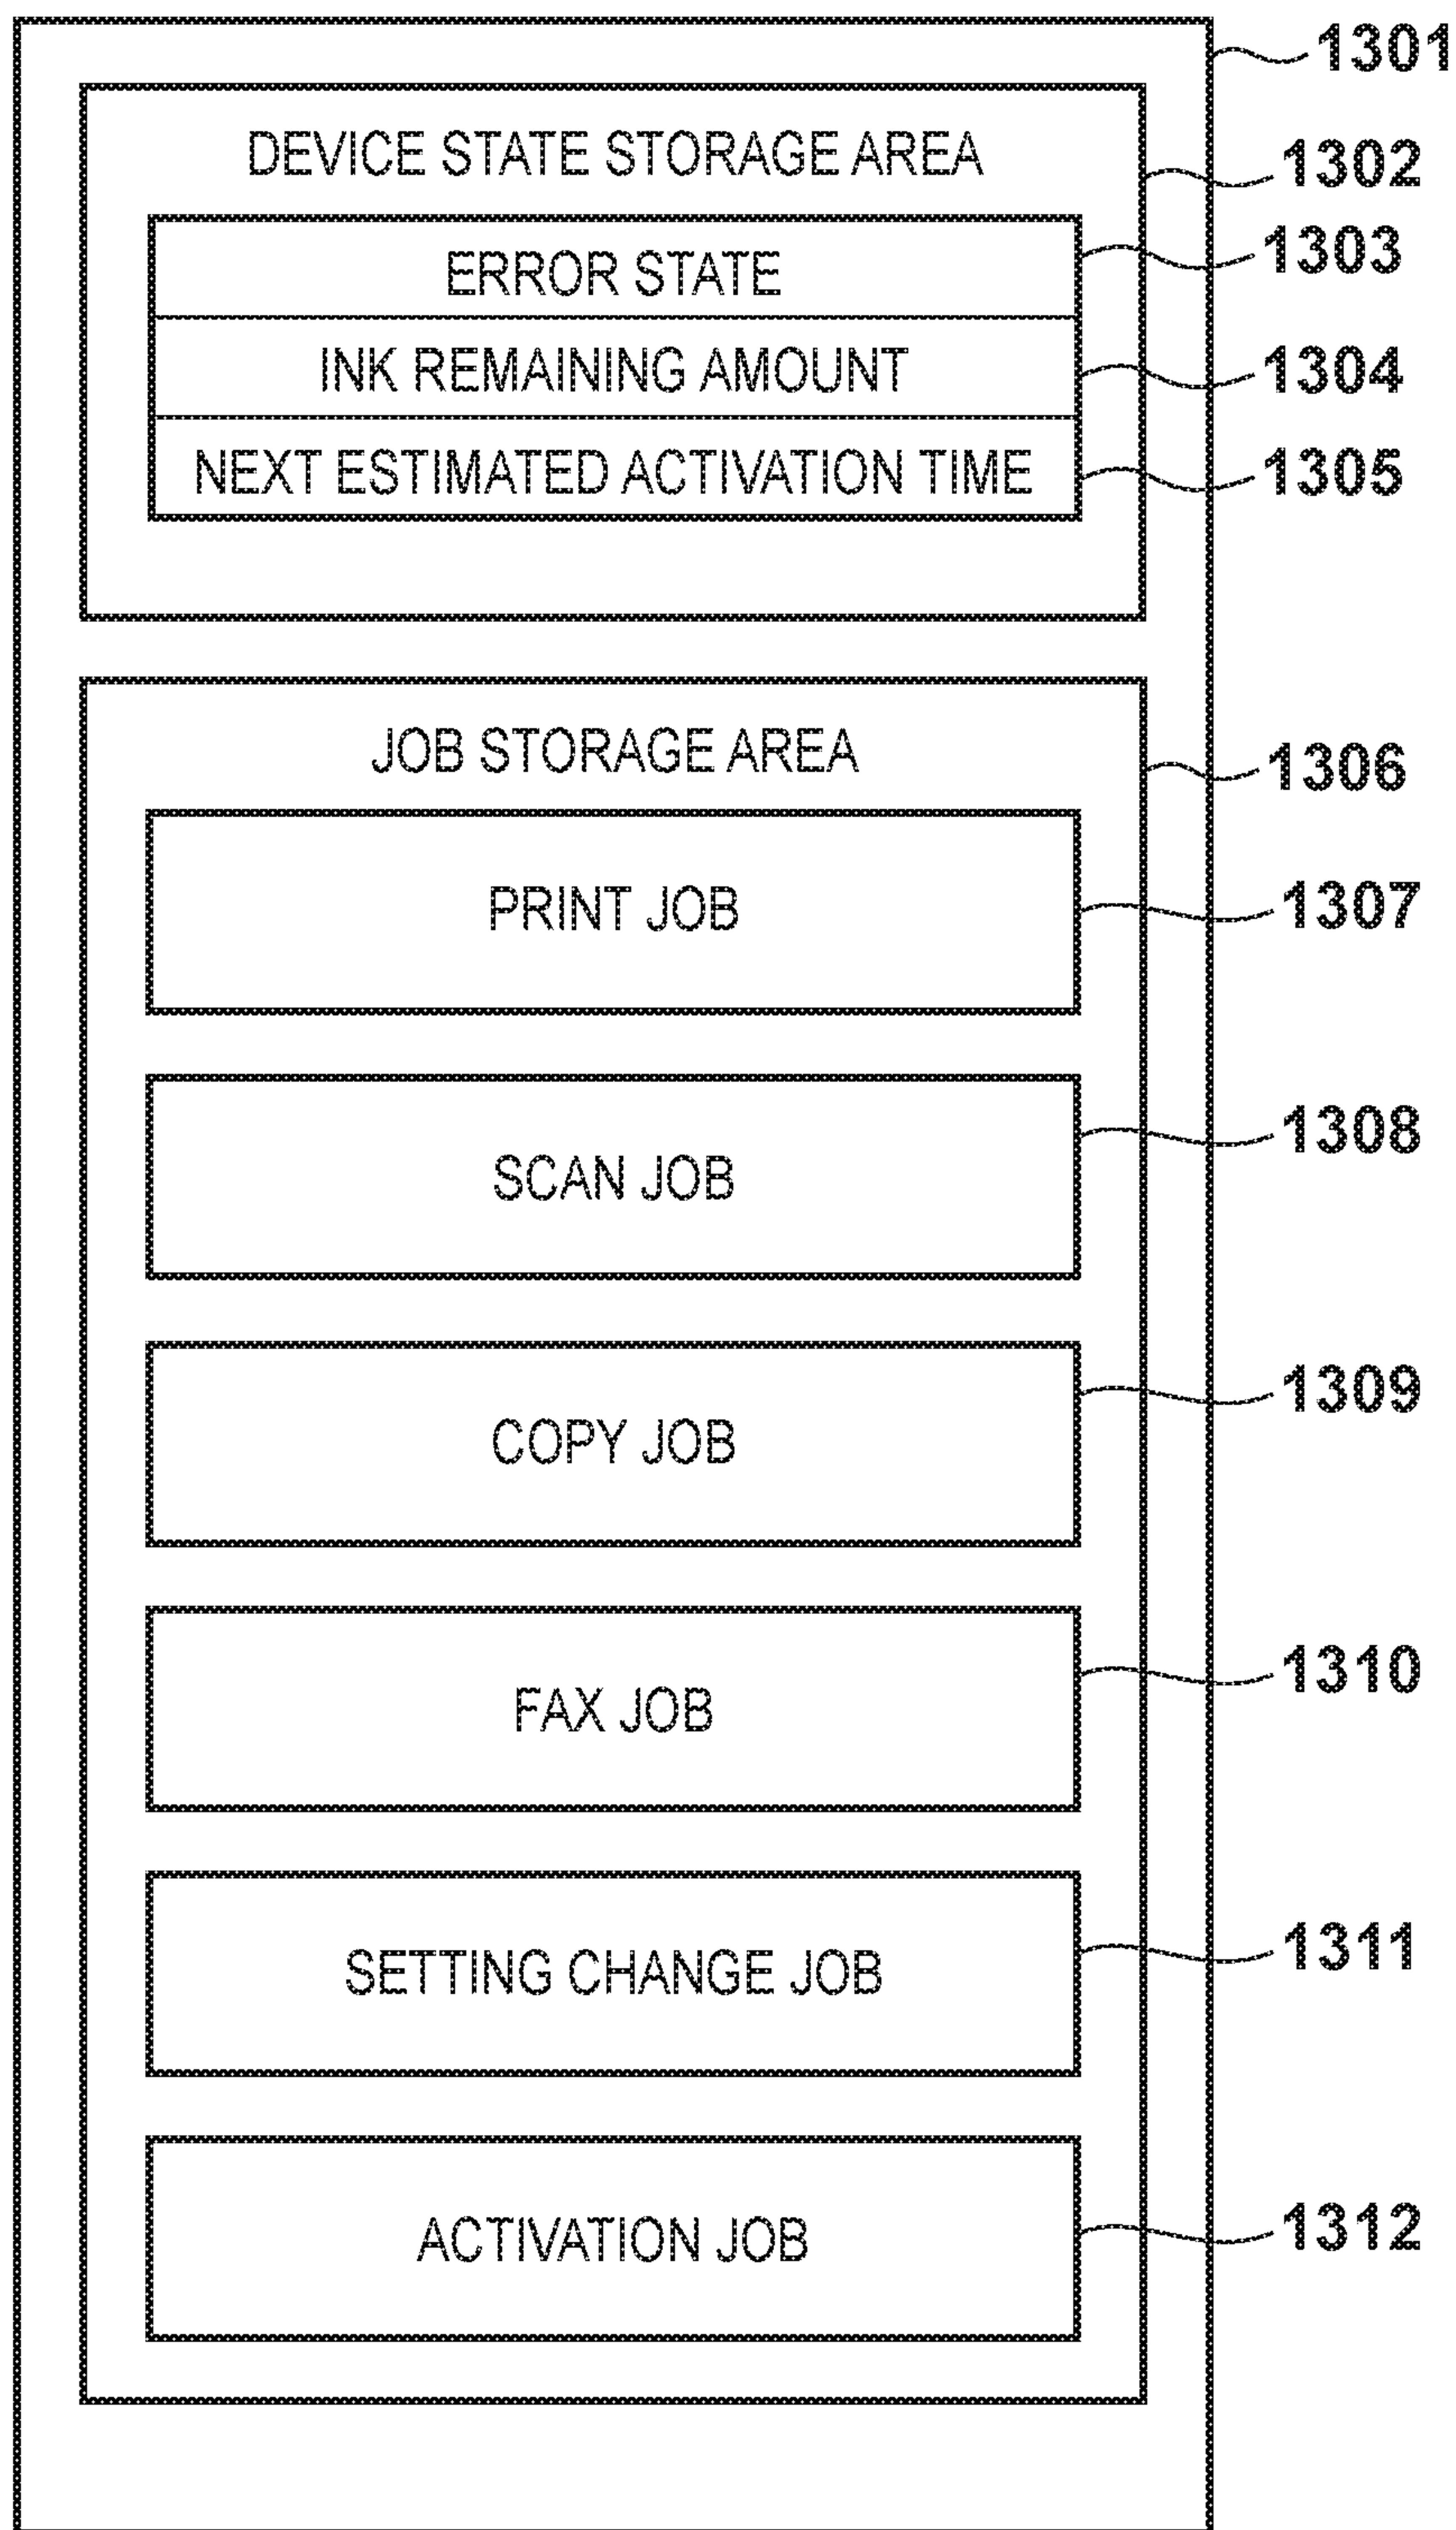 1301
DEVICE STATE STORAGE AREA
1302
ERROR STATE
1303
INK REMAINING AMOUNT
1304
NEXT ESTIMATED ACTIVATION TIME
1305
JOB STORAGE AREA
1306
PRINT JOB
1307
SCAN JOB
1308
COPY JOB
1309
FAX JOB
1310
SETTING CHANGE JOB
1311
ACTIVATION JOB
1312